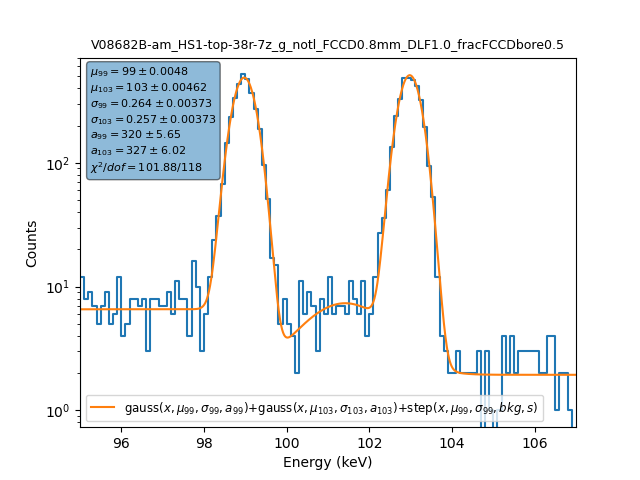 V08682B-am_HS1-top-38r-7z_g_notl_FCCD0.8mm_DLF1.0_fracFCCDbore0.5
μ₉₉ = 99 ± 0.0048
μ₁₀₃ = 103 ± 0.00462
σ₉₉ = 0.264 ± 0.00373
σ₁₀₃ = 0.257 ± 0.00373
a₉₉ = 320 ± 5.65
a₁₀₃ = 327 ± 6.02
χ²/dof = 101.88/118
10²
10¹
10⁰
Counts
gauss(x, μ₉₉, σ₉₉, a₉₉)+gauss(x, μ₁₀₃, σ₁₀₃, a₁₀₃)+step(x, μ₉₉, σ₉₉, bkg, s)
96 98 100 102 104 106
Energy (keV)